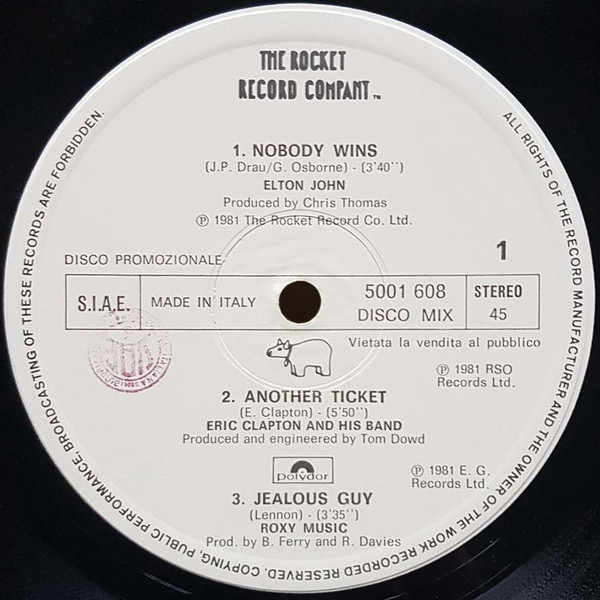 THE ROCKET
RECORD COMPANY™
1. NOBODY WINS
(J.P. Drau/G. Osborne) - (3'40'')
ELTON JOHN
Produced by Chris Thomas
℗ 1981 The Rocket Record Co. Ltd.
DISCO PROMOZIONALE
1
S.I.A.E.
MADE IN ITALY
5001 608
DISCO MIX
STEREO
45
Vietata la vendita al pubblico
℗ 1981 RSO
Records Ltd.
2. ANOTHER TICKET
(E. Clapton) - (5'50'')
ERIC CLAPTON AND HIS BAND
Produced and engineered by Tom Dowd
polydor
℗ 1981 E. G.
Records Ltd.
3. JEALOUS GUY
(Lennon) - (3'35'')
ROXY MUSIC
Prod. by B. Ferry and R. Davies
ALL RIGHTS OF THE RECORD MANUFACTURER AND THE OWNER OF THE WORK RECORDED RESERVED. COPYING, PUBLIC PERFORMANCE, BROADCASTING OF THESE RECORDS ARE FORBIDDEN.